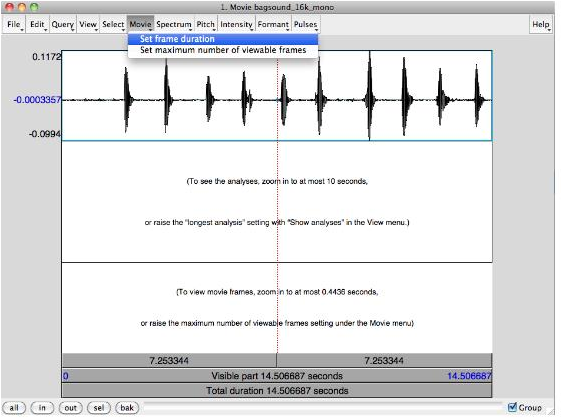 1. Movie bagsound_16k_mono
File Edit Query View Select Movie Spectrum Pitch Intensity Formant Pulses Help
Set frame duration
Set maximum number of viewable frames
0.1172
-0.0003357
-0.0994
(To see the analyses, zoom in to at most 10 seconds,
or raise the “longest analysis” setting with “Show analyses” in the View menu.)
(To view movie frames, zoom in to at most 0.4436 seconds,
or raise the maximum number of viewable frames setting under the Movie menu)
7.253344 7.253344
0 Visible part 14.506687 seconds 14.506687
Total duration 14.506687 seconds
all in out sel bak Group